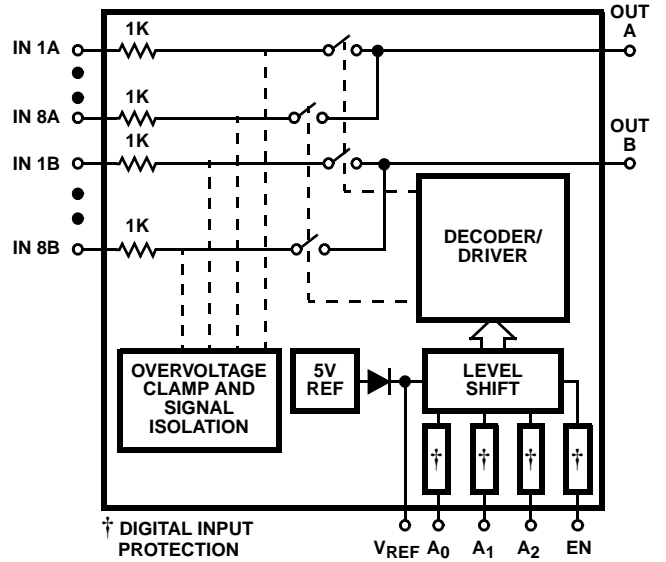 OUT
A
1K
IN 1A
1K
IN 8A
OUT
B
1K
IN 1B
1K
IN 8B
DECODER/
DRIVER
OVERVOLTAGE
CLAMP AND
SIGNAL
ISOLATION
5V
REF
LEVEL
SHIFT
† † † †
† DIGITAL INPUT
PROTECTION
VREF A0 A1 A2 EN